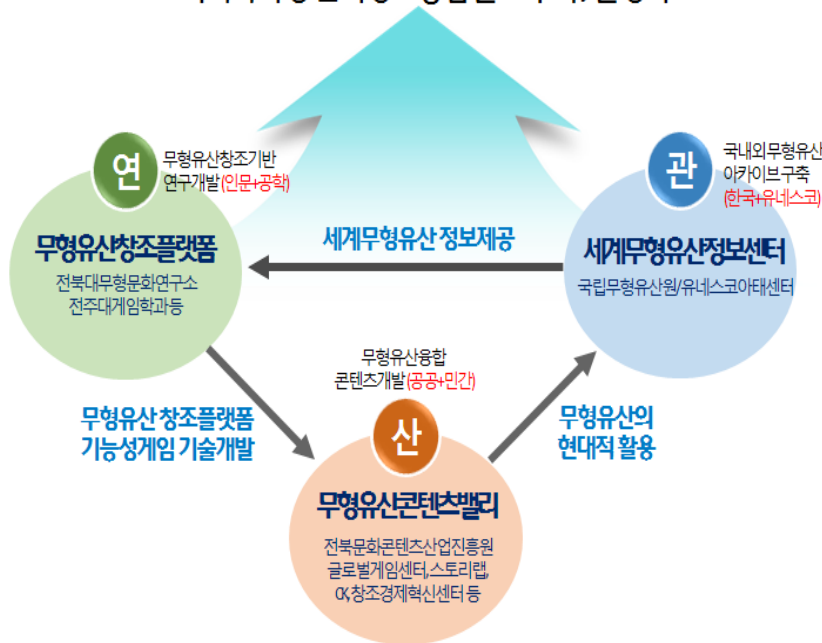 연
무형유산창조기반
연구개발(인문+공학)
무형유산창조플랫폼
전북대무형문화연구소
전주대게임학과등
관
국내외무형유산
아카이브구축
(한국+유네스코)
세계무형유산정보센터
국립무형유산원/유네스코아태센터
세계무형유산 정보제공
무형유산 창조플랫폼
기능성게임 기술개발
무형유산융합
콘텐츠개발(공공+민간)
산
무형유산콘텐츠밸리
전북문화콘텐츠산업진흥원
글로벌게임센터,스토리랩,
창조경제혁신센터 등
무형유산의
현대적 활용